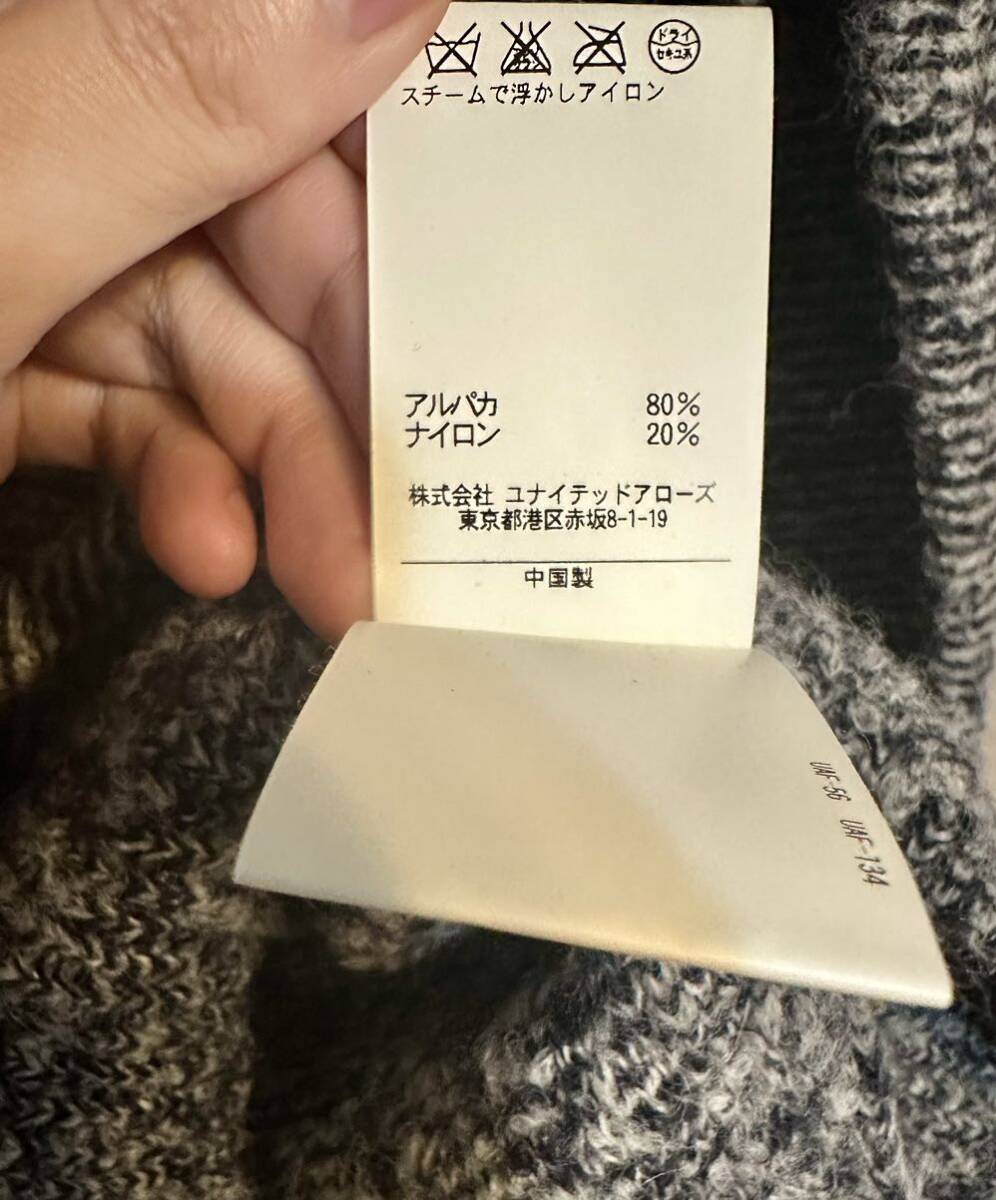 ドライ
セキユ系
スチームで浮かしアイロン
アルパカ 80%
ナイロン 20%
株式会社 ユナイテッドアローズ
東京都港区赤坂8-1-19
中国製
UAF-56 UAF-134